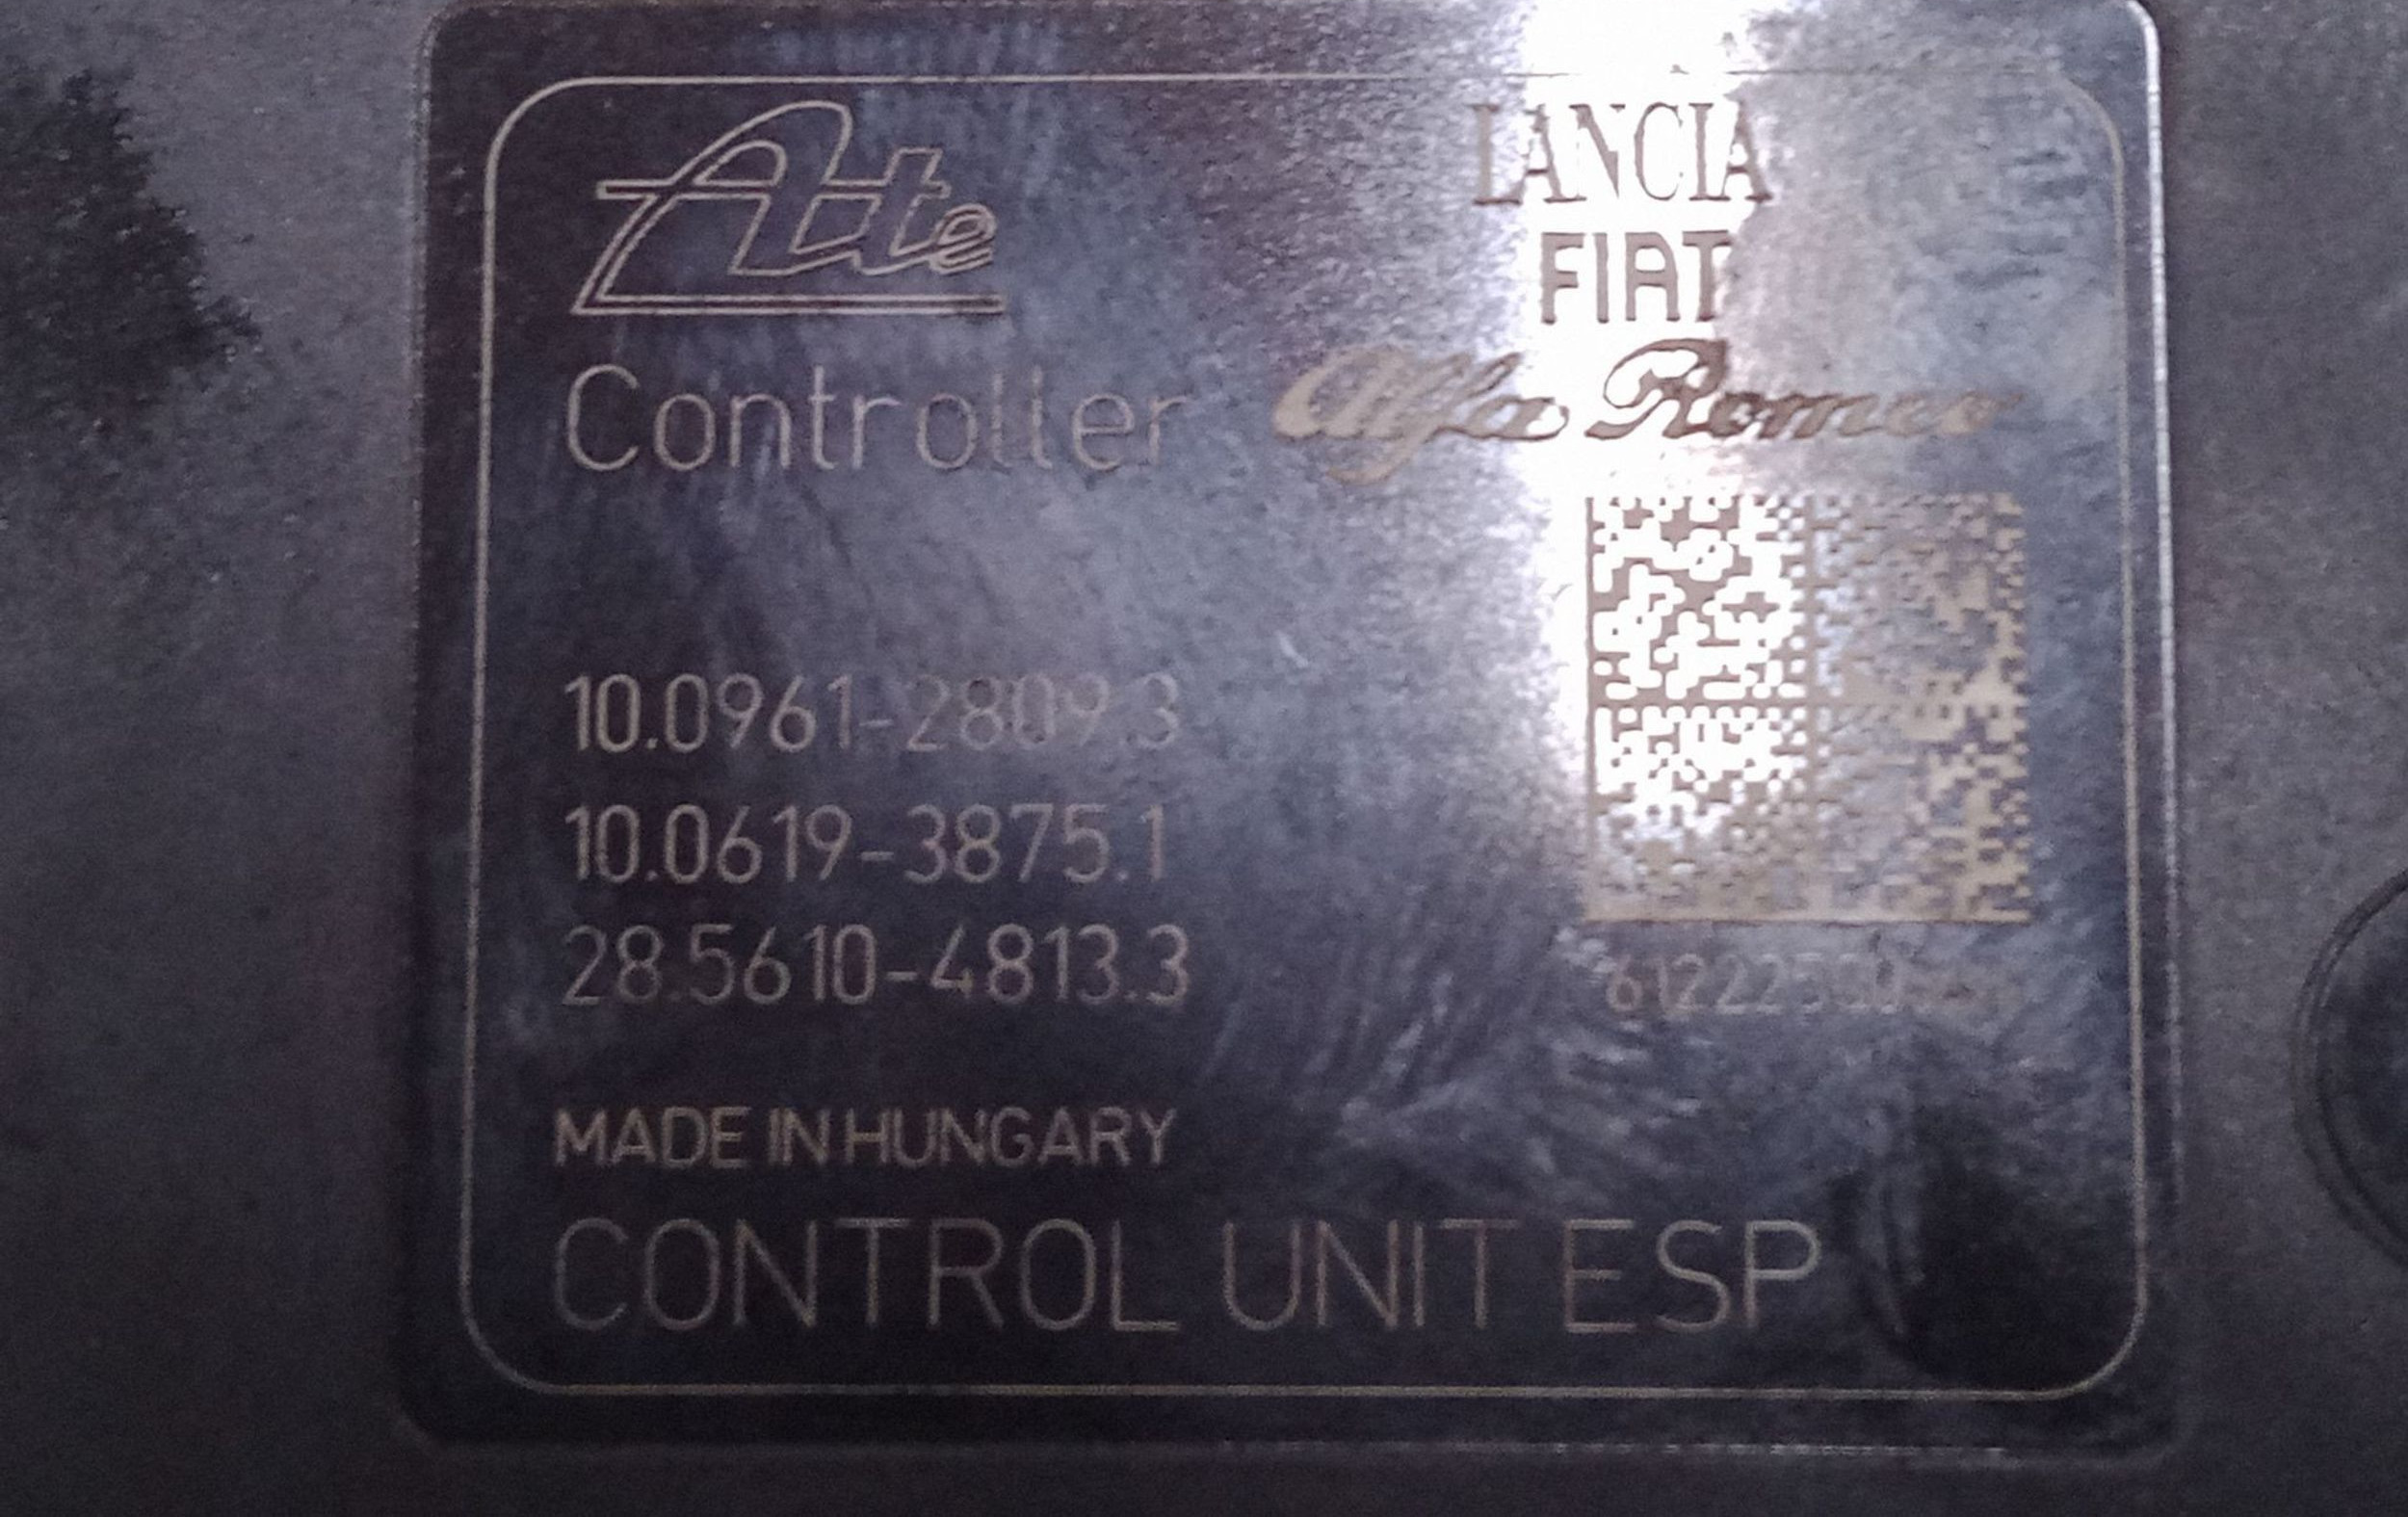 Ate
LANCIA
FIAT
Alfa Romeo
Controller
10.0961-2809.3
10.0619-3875.1
28.5610-4813.3
MADE IN HUNGARY
CONTROL UNIT ESP